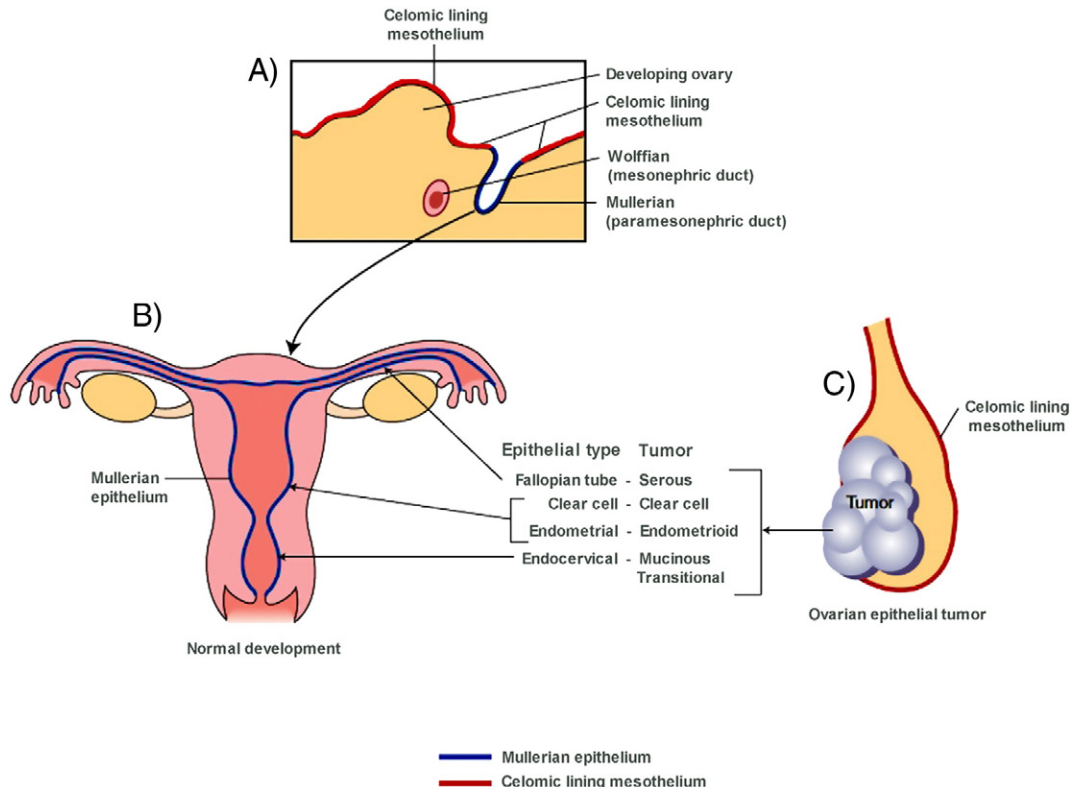 Celomic lining
mesothelium
A)
Developing ovary
Celomic lining
mesothelium
Wolffian
(mesonephric duct)
Mullerian
(paramesonephric duct)
B)
C)
Celomic lining
mesothelium
Epithelial type Tumor
Mullerian
epithelium
Fallopian tube - Serous
Clear cell - Clear cell
Endometrial - Endometrioid
Endocervical - Mucinous
Transitional
Tumor
Ovarian epithelial tumor
Normal development
Mullerian epithelium
Celomic lining mesothelium